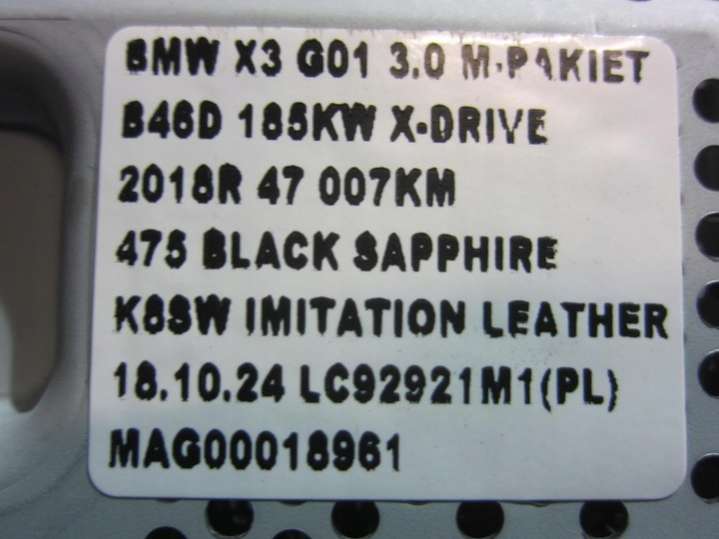 BMW X3 G01 3.0 M-PAKIET
B46D 185KW X-DRIVE
2018R 47 007KM
475 BLACK SAPPHIRE
K8SW IMITATION LEATHER
18.10.24 LC92921M1(PL)
MAG00018961